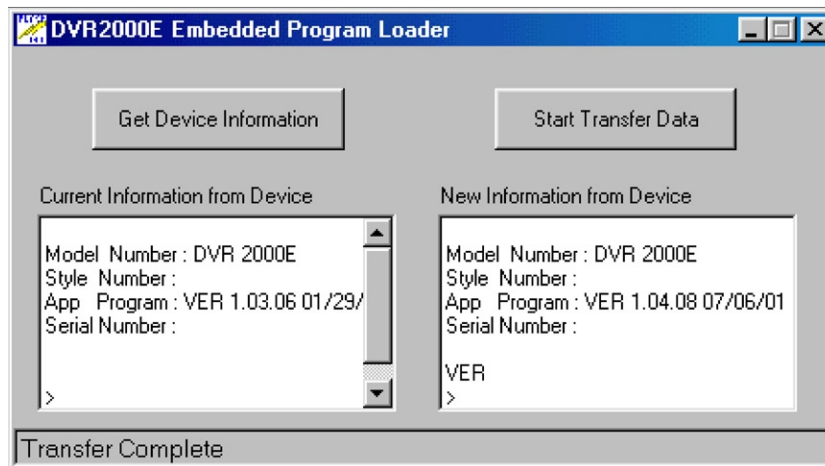 DVR2000E Embedded Program Loader
Get Device Information
Start Transfer Data
Current Information from Device
Model Number : DVR 2000E
Style Number :
App Program : VER 1.03.06 01/29/
Serial Number :
>
New Information from Device
Model Number : DVR 2000E
Style Number :
App Program : VER 1.04.08 07/06/01
Serial Number :
VER
>
Transfer Complete